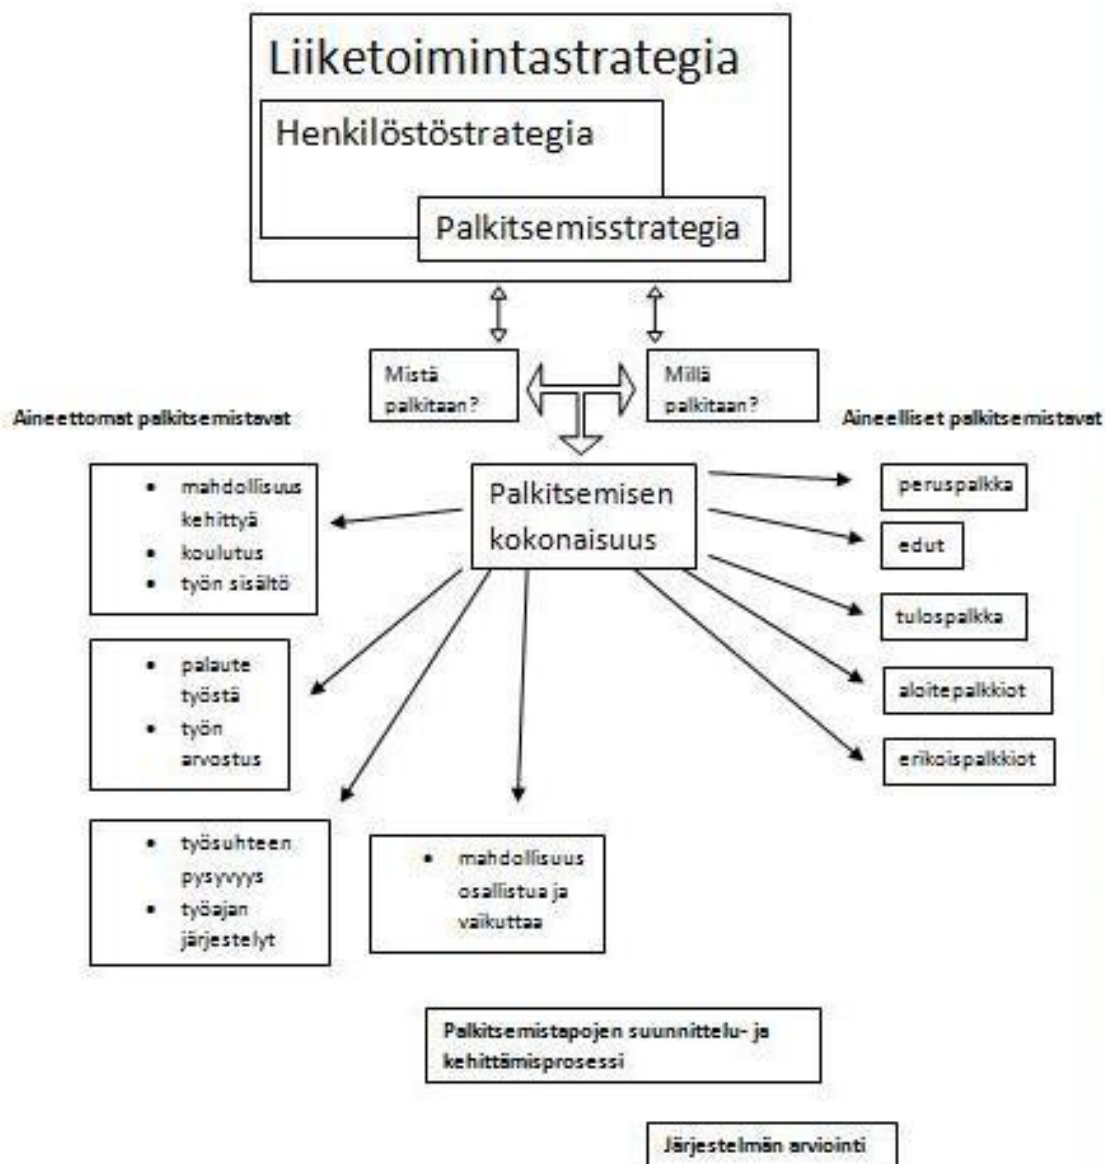 Liiketoimintastrategia
Henkilöstöstrategia
Palkitsemisstrategia
Mistä
palkitaan?
Millä
palkitaan?
Aineettomat palkitsemistavat
Aineelliset palkitsemistavat
Palkitsemisen
kokonaisuus
• mahdollisuus
kehittyä
• koulutus
• työn sisältö
• palaute
työstä
• työn
arvostus
• työsuhteen
pysyvyys
• työajan
järjestelyt
• mahdollisuus
osallistua ja
vaikuttaa
peruspalkka
edut
tulospalkka
aloitepalkkiot
erikoispalkkiot
Palkitsemistapojen suunnittelu- ja
kehittämisprosessi
Järjestelmän arviointi